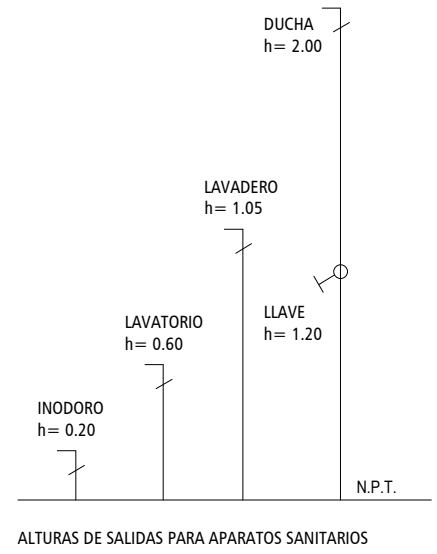 DUCHA
h= 2.00
LAVADERO
h= 1.05
LLAVE
h= 1.20
LAVATORIO
h= 0.60
INODORO
h= 0.20
N.P.T.
ALTURAS DE SALIDAS PARA APARATOS SANITARIOS